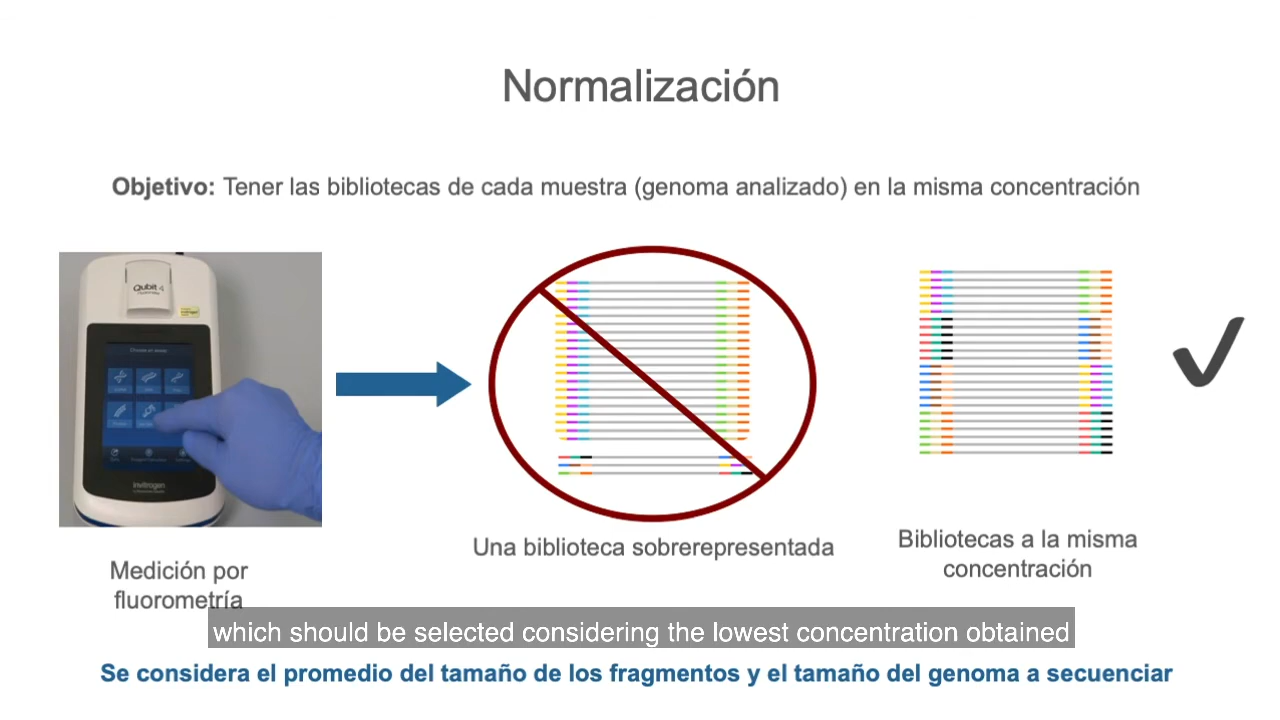 Normalización
Objetivo: Tener las bibliotecas de cada muestra (genoma analizado) en la misma concentración
Qubit 4
invitrogen
Medición por
fluorometría
Una biblioteca sobrerepresentada
Bibliotecas a la misma
concentración
which should be selected considering the lowest concentration obtained
Se considera el promedio del tamaño de los fragmentos y el tamaño del genoma a secuenciar